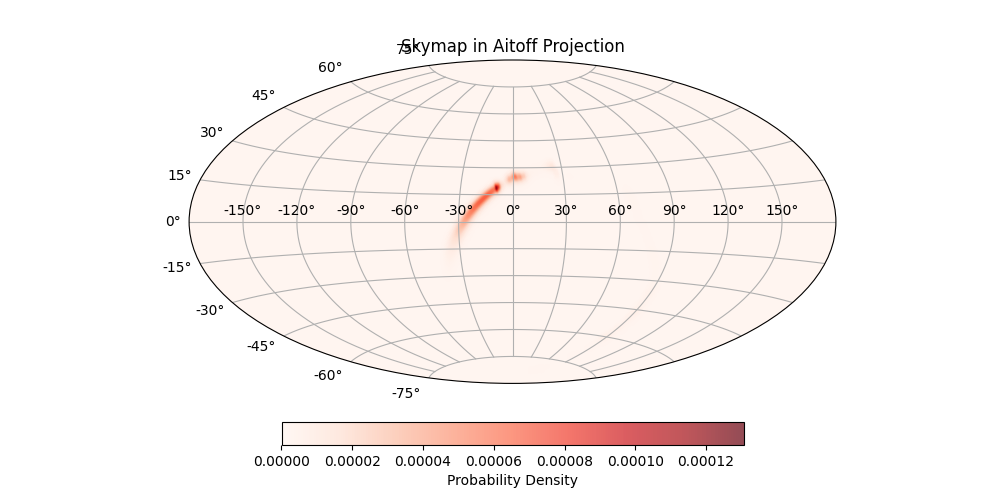 Skymap in Aitoff Projection
75°
60°
45°
30°
15°
-150° -120° -90° -60° -30° 0° 30° 60° 90° 120° 150°
0°
-15°
-30°
-45°
-60°
-75°
0.00000 0.00002 0.00004 0.00006 0.00008 0.00010 0.00012
Probability Density